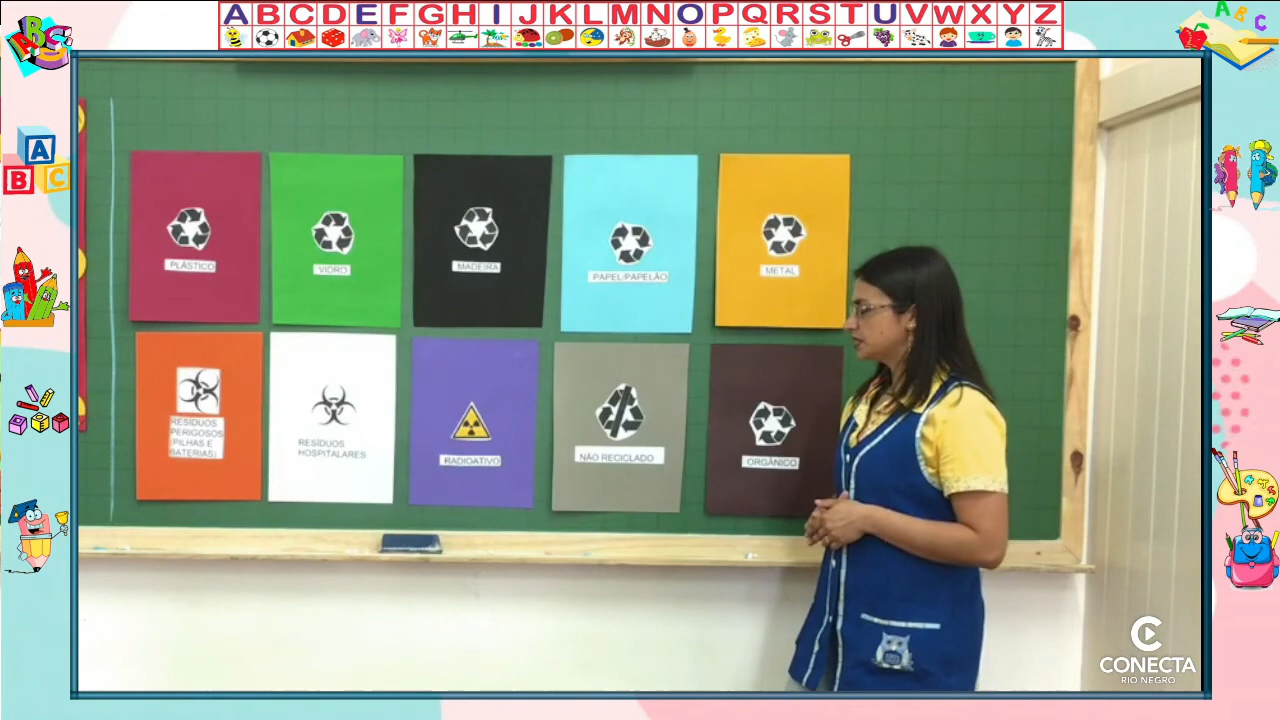 A B C D E F G H I J K L M N O P Q R S T U V W X Y Z
ABC
A
B C
A B C
PLÁSTICO
VIDRO
MADEIRA
PAPEL/PAPELÃO
METAL
RESÍDUOS
PERIGOSOS
(PILHAS E
BATERIAS)
RESÍDUOS
HOSPITALARES
RADIOATIVO
NÃO RECICLADO
ORGÂNICO
CONECTA
RIO NEGRO